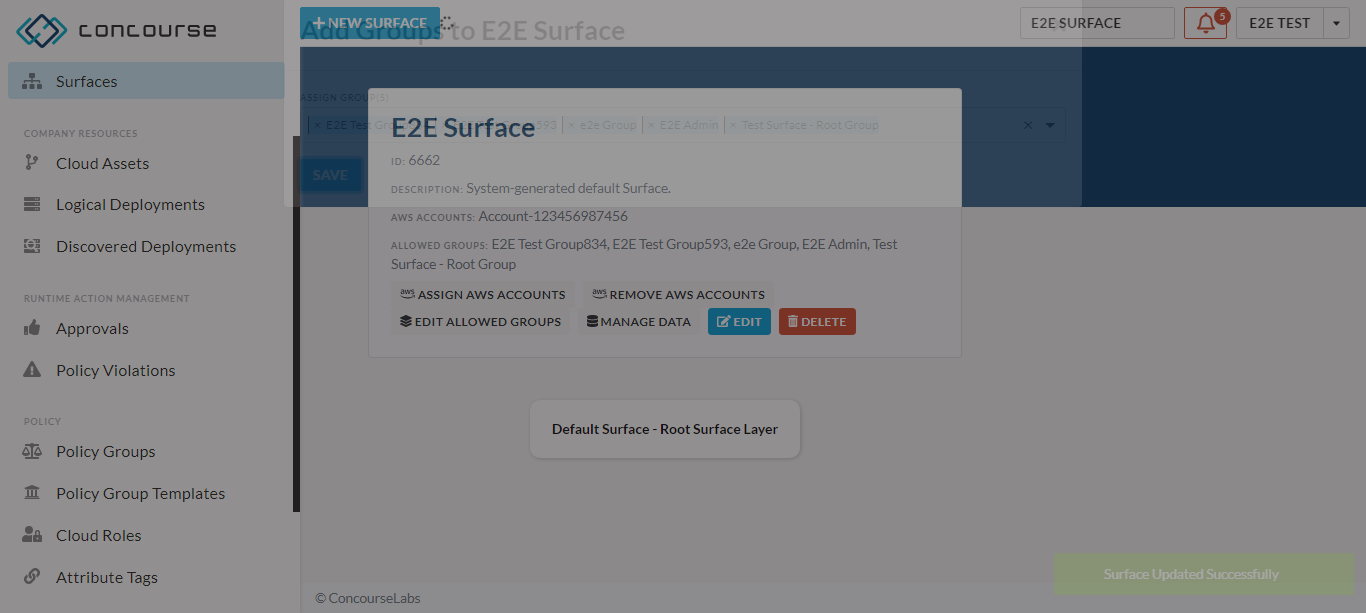 concourse
NEW SURFACE
Add Groups to E2E Surface
E2E SURFACE
5
E2E TEST
Surfaces
COMPANY RESOURCES
Cloud Assets
Logical Deployments
Discovered Deployments
RUNTIME ACTION MANAGEMENT
Approvals
Policy Violations
POLICY
Policy Groups
Policy Group Templates
Cloud Roles
Attribute Tags
ASSIGN GROUP(S)
× E2E Test 593 × e2e Group × E2E Admin × Test Surface - Root Group
SAVE
E2E Surface
ID: 6662
DESCRIPTION: System-generated default Surface.
AWS ACCOUNTS: Account-123456987456
ALLOWED GROUPS: E2E Test Group834, E2E Test Group593, e2e Group, E2E Admin, Test
Surface - Root Group
aws ASSIGN AWS ACCOUNTS aws REMOVE AWS ACCOUNTS
EDIT ALLOWED GROUPS MANAGE DATA EDIT DELETE
Default Surface - Root Surface Layer
Surface Updated Successfully
© ConcourseLabs